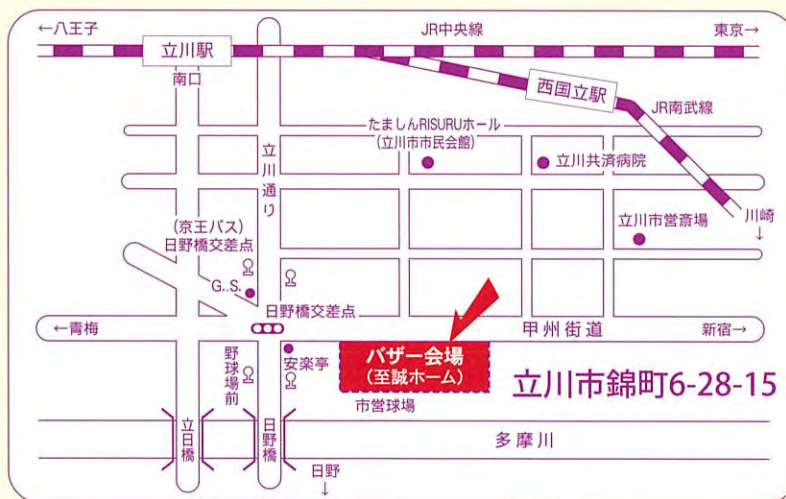 ←八王子
JR中央線
東京→
立川駅
南口
西国立駅
JR南武線
たましんRISURUホール
(立川市市民会館)
立川共済病院
立川通り
川崎
↓
立川市営斎場
(京王バス)
日野橋交差点
G.S.
日野橋交差点
←青梅
甲州街道
新宿→
バザー会場
(至誠ホーム)
安楽亭
野球場前
立川市錦町6-28-15
市営球場
立日橋
日野橋
多摩川
日野
↓